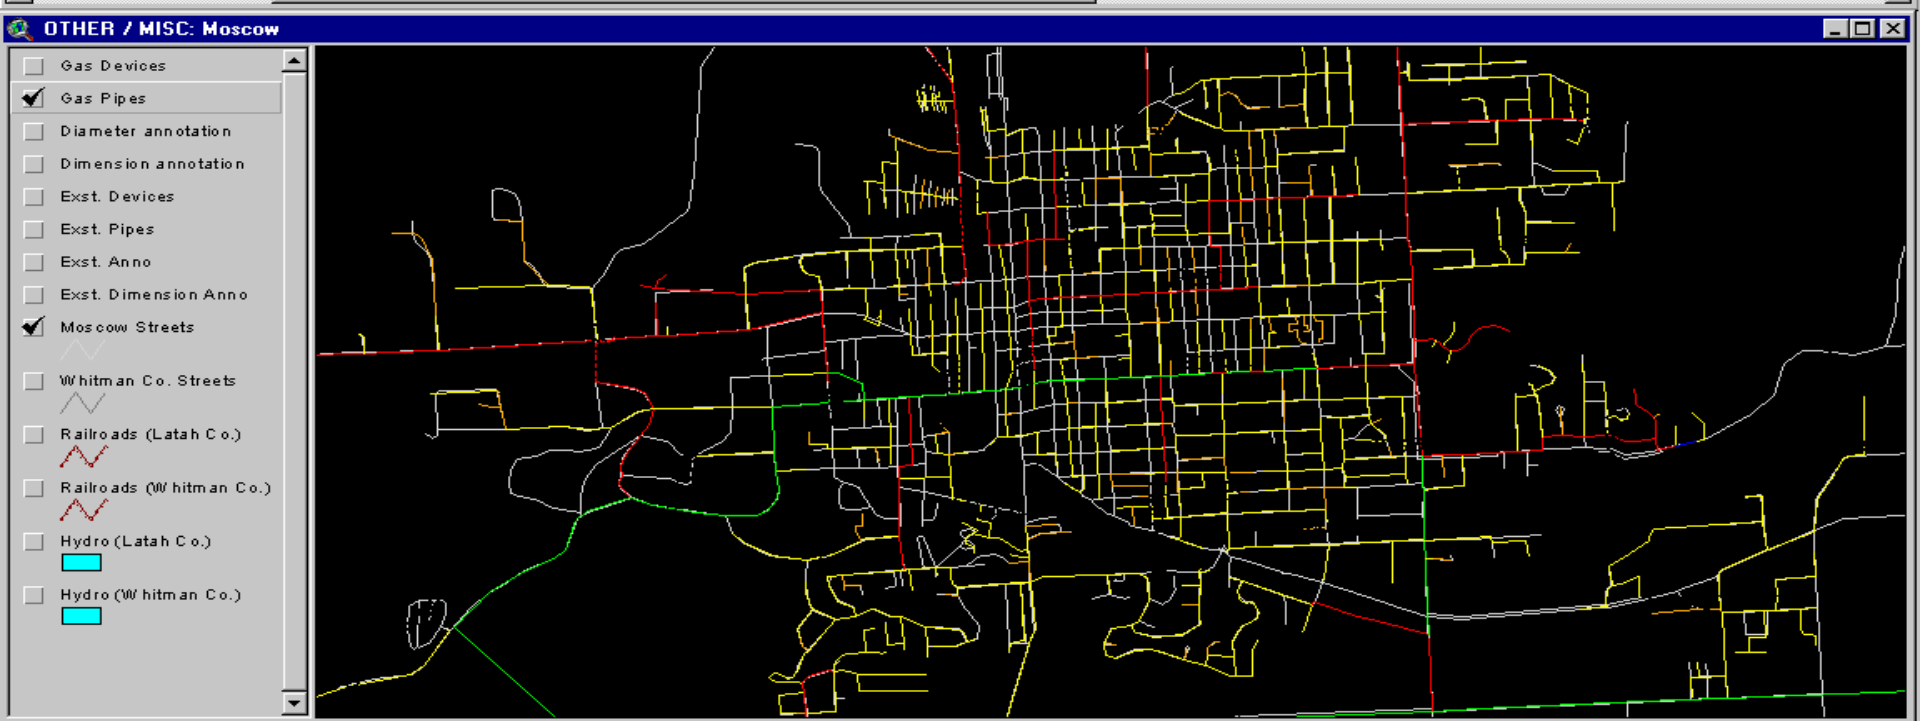 OTHER / MISC: Moscow
Gas Devices
Gas Pipes
Diameter annotation
Dimension annotation
Exst. Devices
Exst. Pipes
Exst. Anno
Exst. Dimension Anno
Moscow Streets
Whitman Co. Streets
Railroads (Latah Co.)
Railroads (Whitman Co.)
Hydro (Latah Co.)
Hydro (Whitman Co.)